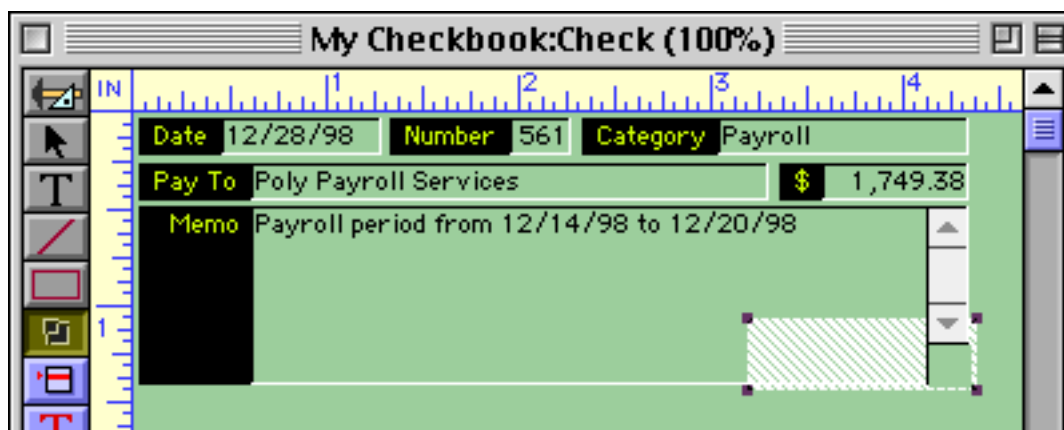 My Checkbook:Check (100%)
IN 1 2 3 4
Date 12/28/98 Number 561 Category Payroll
T Pay To Poly Payroll Services $ 1,749.38
Memo Payroll period from 12/14/98 to 12/20/98
1
T